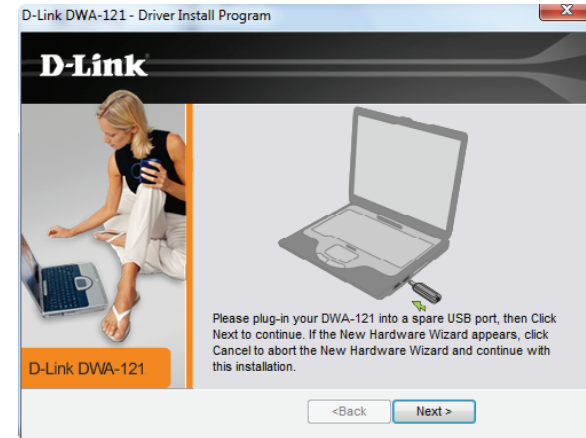 D-Link DWA-121 - Driver Install Program
X
D-Link
Please plug-in your DWA-121 into a spare USB port, then Click
Next to continue. If the New Hardware Wizard appears, click
Cancel to abort the New Hardware Wizard and continue with
this installation.
D-Link DWA-121
<Back
Next >